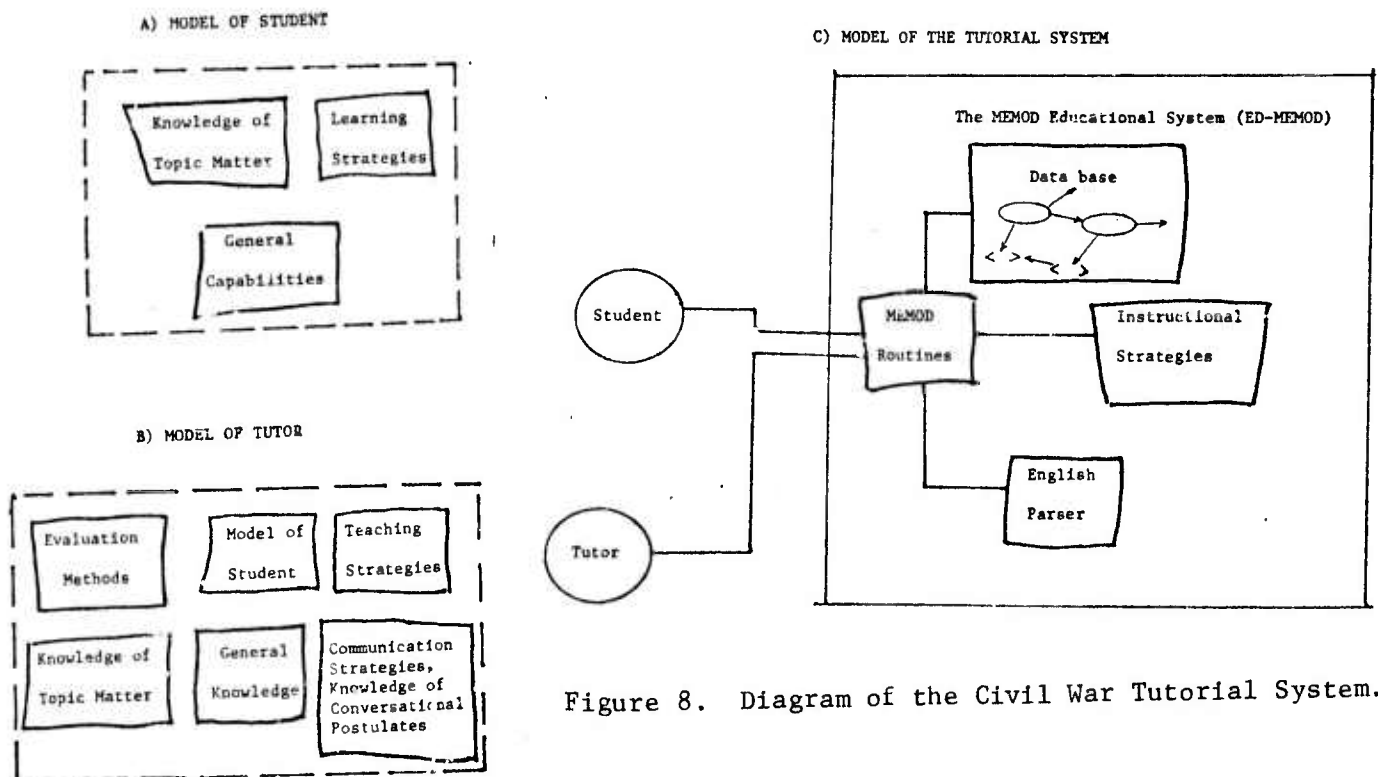 A) MODEL OF STUDENT
Knowledge of
Topic Matter
Learning
Strategies
General
Capabilities
B) MODEL OF TUTOR
Evaluation
Methods
Model of
Student
Teaching
Strategies
Knowledge of
Topic Matter
General
Knowledge
Communication
Strategies,
Knowledge of
Conversational
Postulates
C) MODEL OF THE TUTORIAL SYSTEM
The MEMOD Educational System (ED-MEMOD)
Data base
< >
< >
Student
MEMOD
Routines
Instructional
Strategies
English
Parser
Tutor
Figure 8. Diagram of the Civil War Tutorial System.